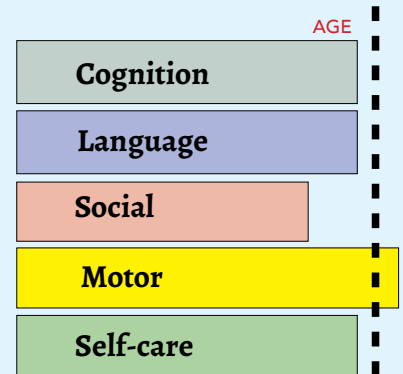 AGE
Cognition
Language
Social
Motor
Self-care